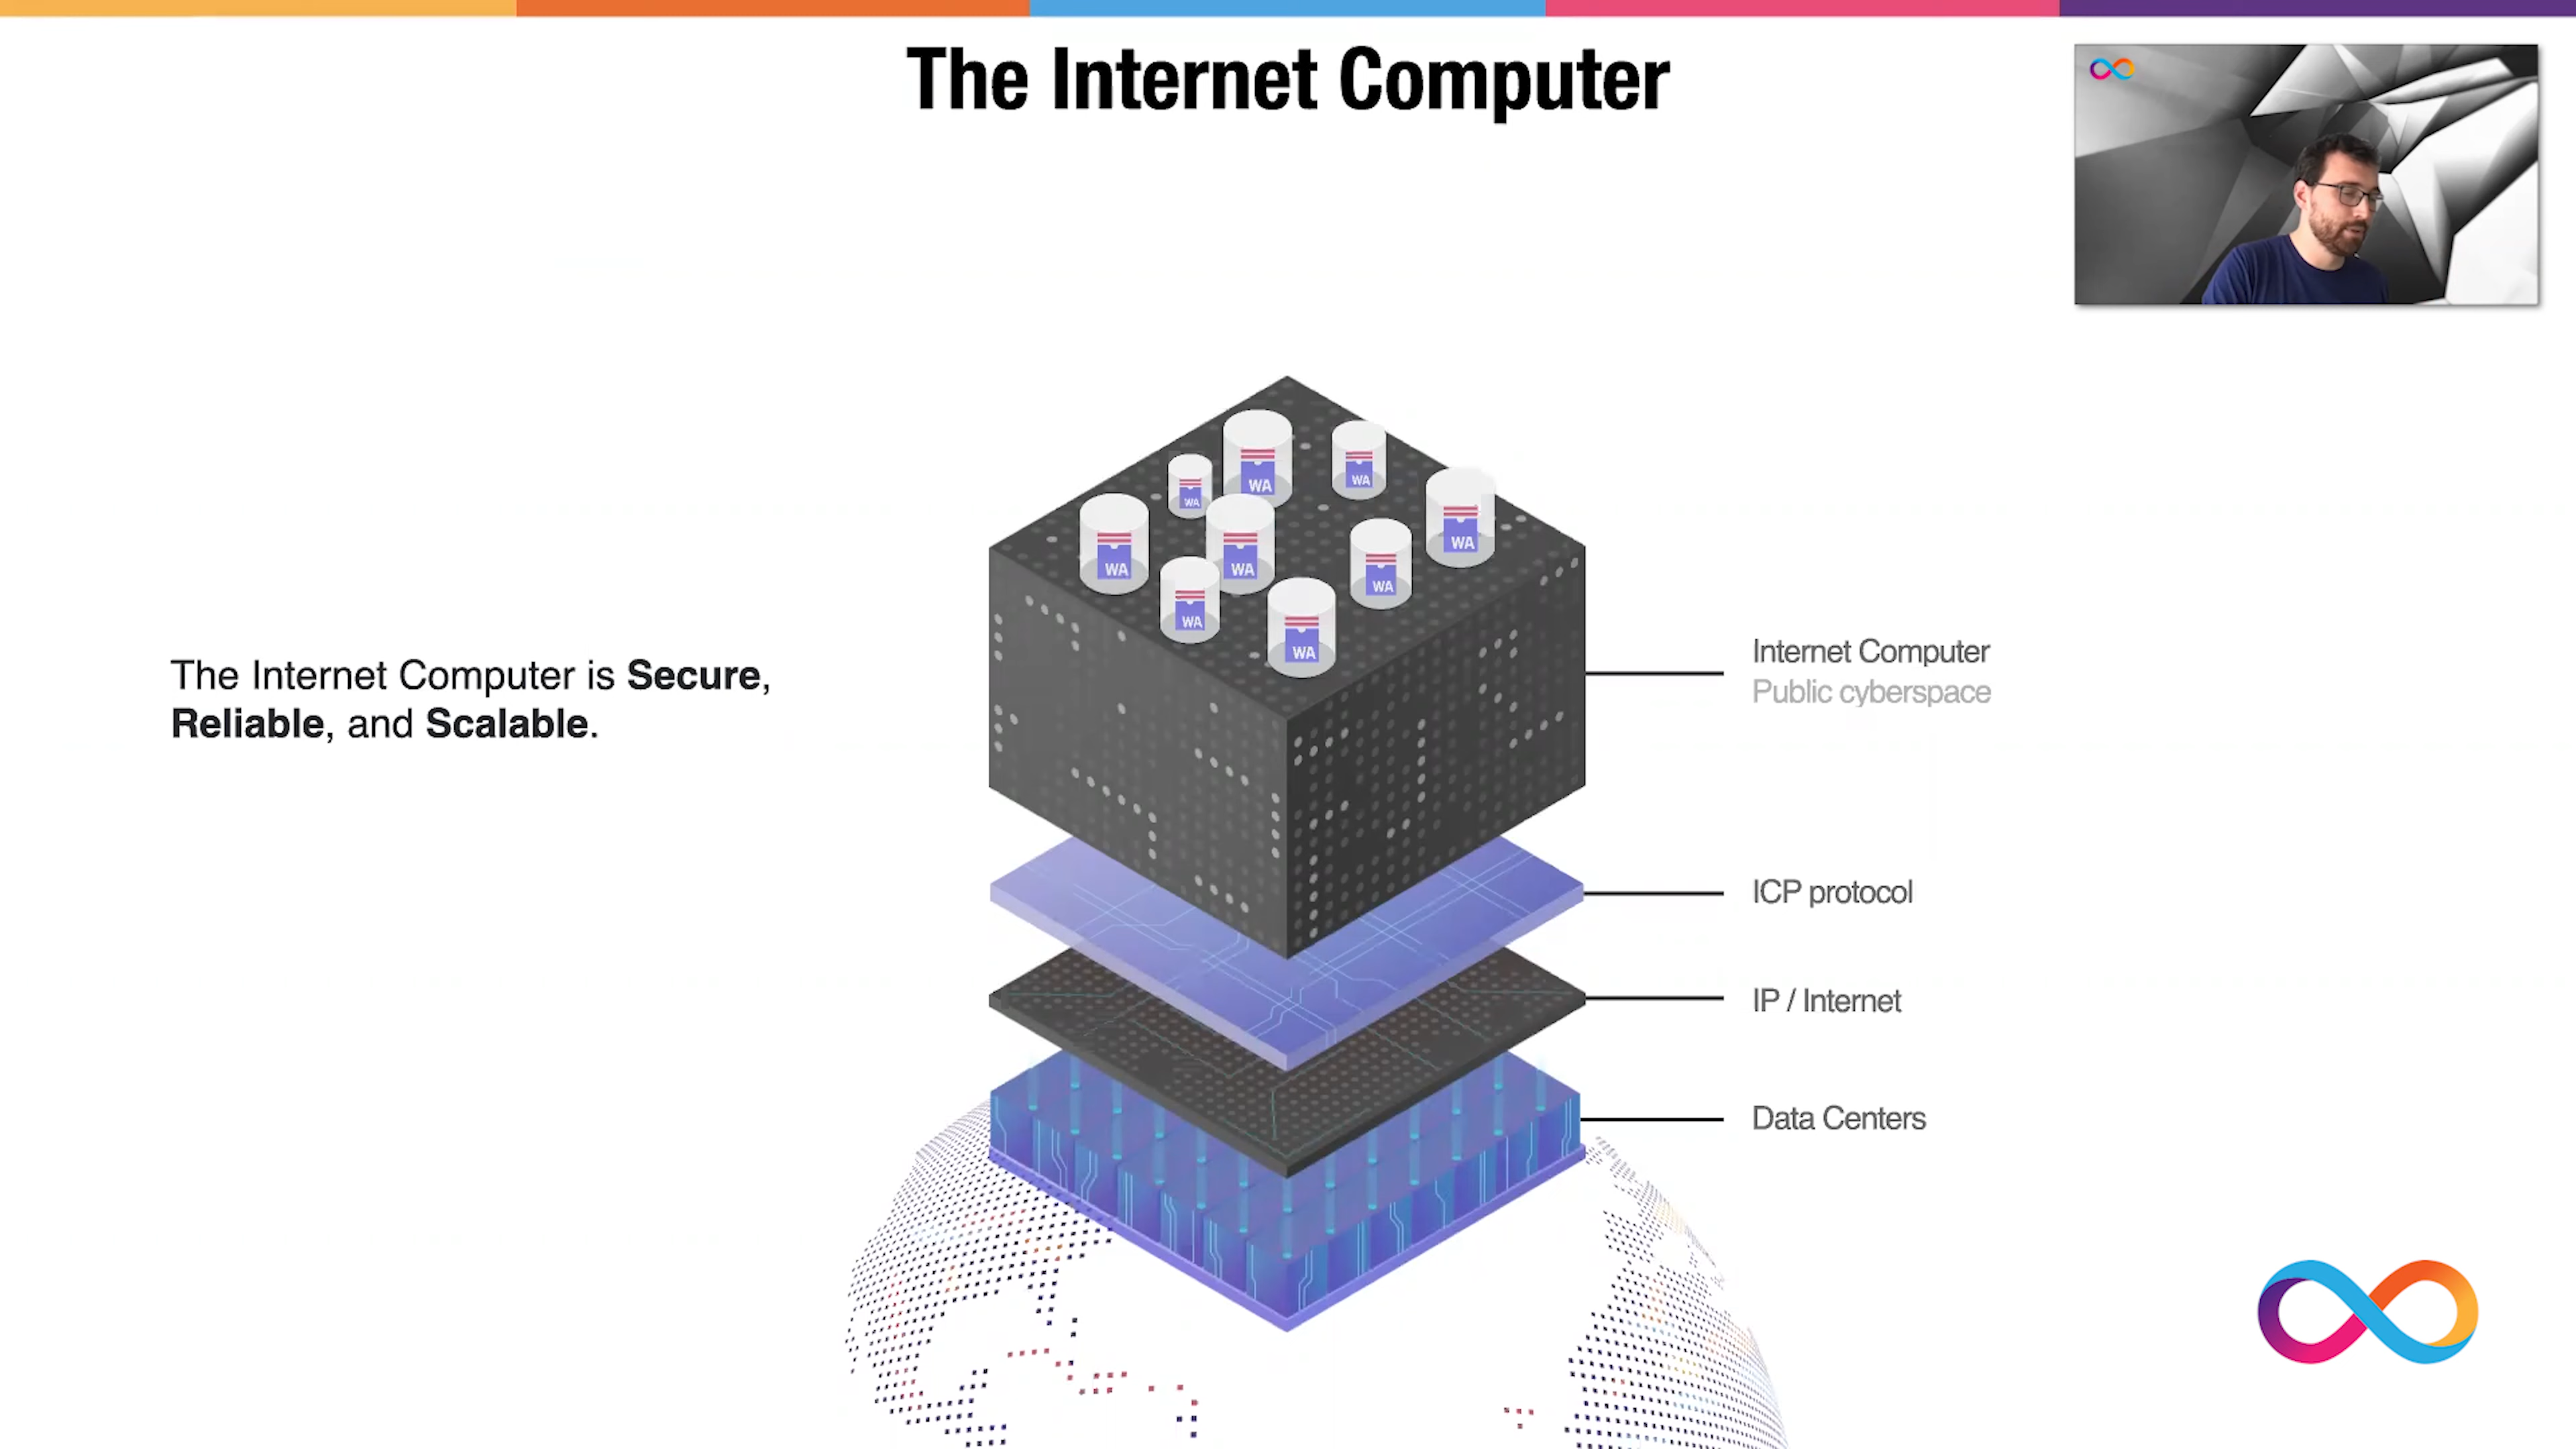 The Internet Computer
WA
WA
WA
WA
WA
WA
WA
WA
WA
The Internet Computer is Secure,
Reliable, and Scalable.
Internet Computer
Public cyberspace
ICP protocol
IP / Internet
Data Centers